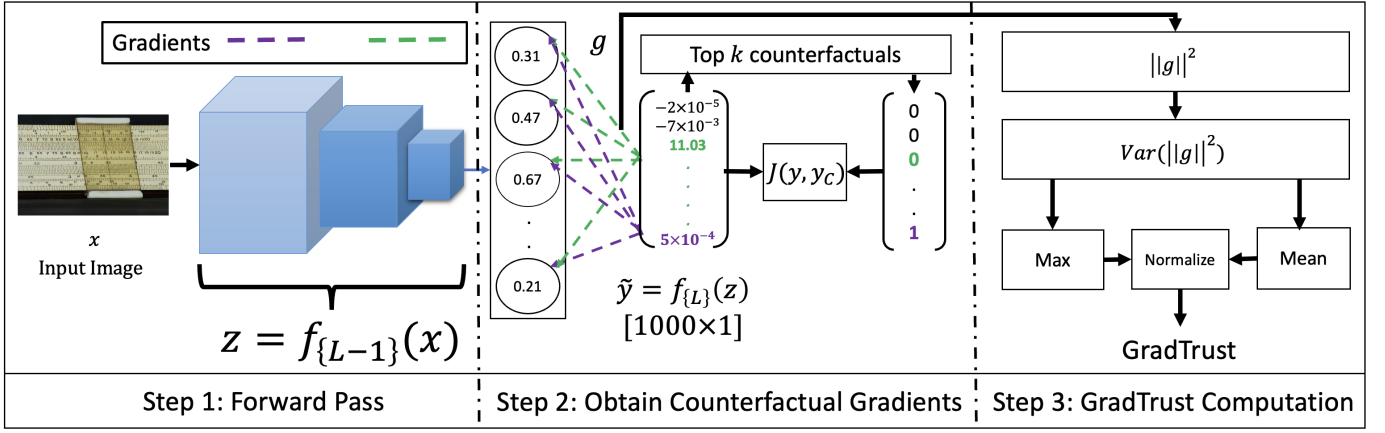 Gradients
x
Input Image
z = f_{L−1}(x)
Step 1: Forward Pass
0.31
0.47
0.67
.
.
0.21
g
Top k counterfactuals
−2×10⁻⁵
−7×10⁻³
11.03
.
.
.
.
5×10⁻⁴
J(y, y_C)
0
0
0
.
.
1
ỹ = f_{L}(z)
[1000×1]
Step 2: Obtain Counterfactual Gradients
||g||²
Var(||g||²)
Max
Normalize
Mean
GradTrust
Step 3: GradTrust Computation